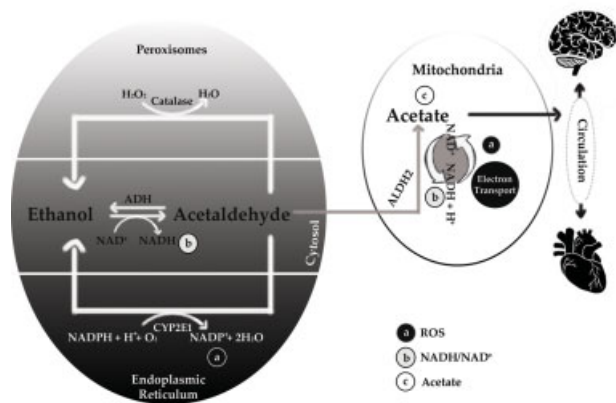 Peroxisomes
H₂O₂
H₂O
Catalase
Ethanol
ADH
Acetaldehyde
NAD⁺
NADH
b
Cytosol
CYP2E1
NADPH + H⁺+ O₂
NADP⁺+ 2H₂O
a
Endoplasmic
Reticulum
Mitochondria
c
Acetate
ALDH2
NAD⁺
NADH + H⁺
a
b
Electron
Transport
Circulation
a ROS
b NADH/NAD⁺
c Acetate